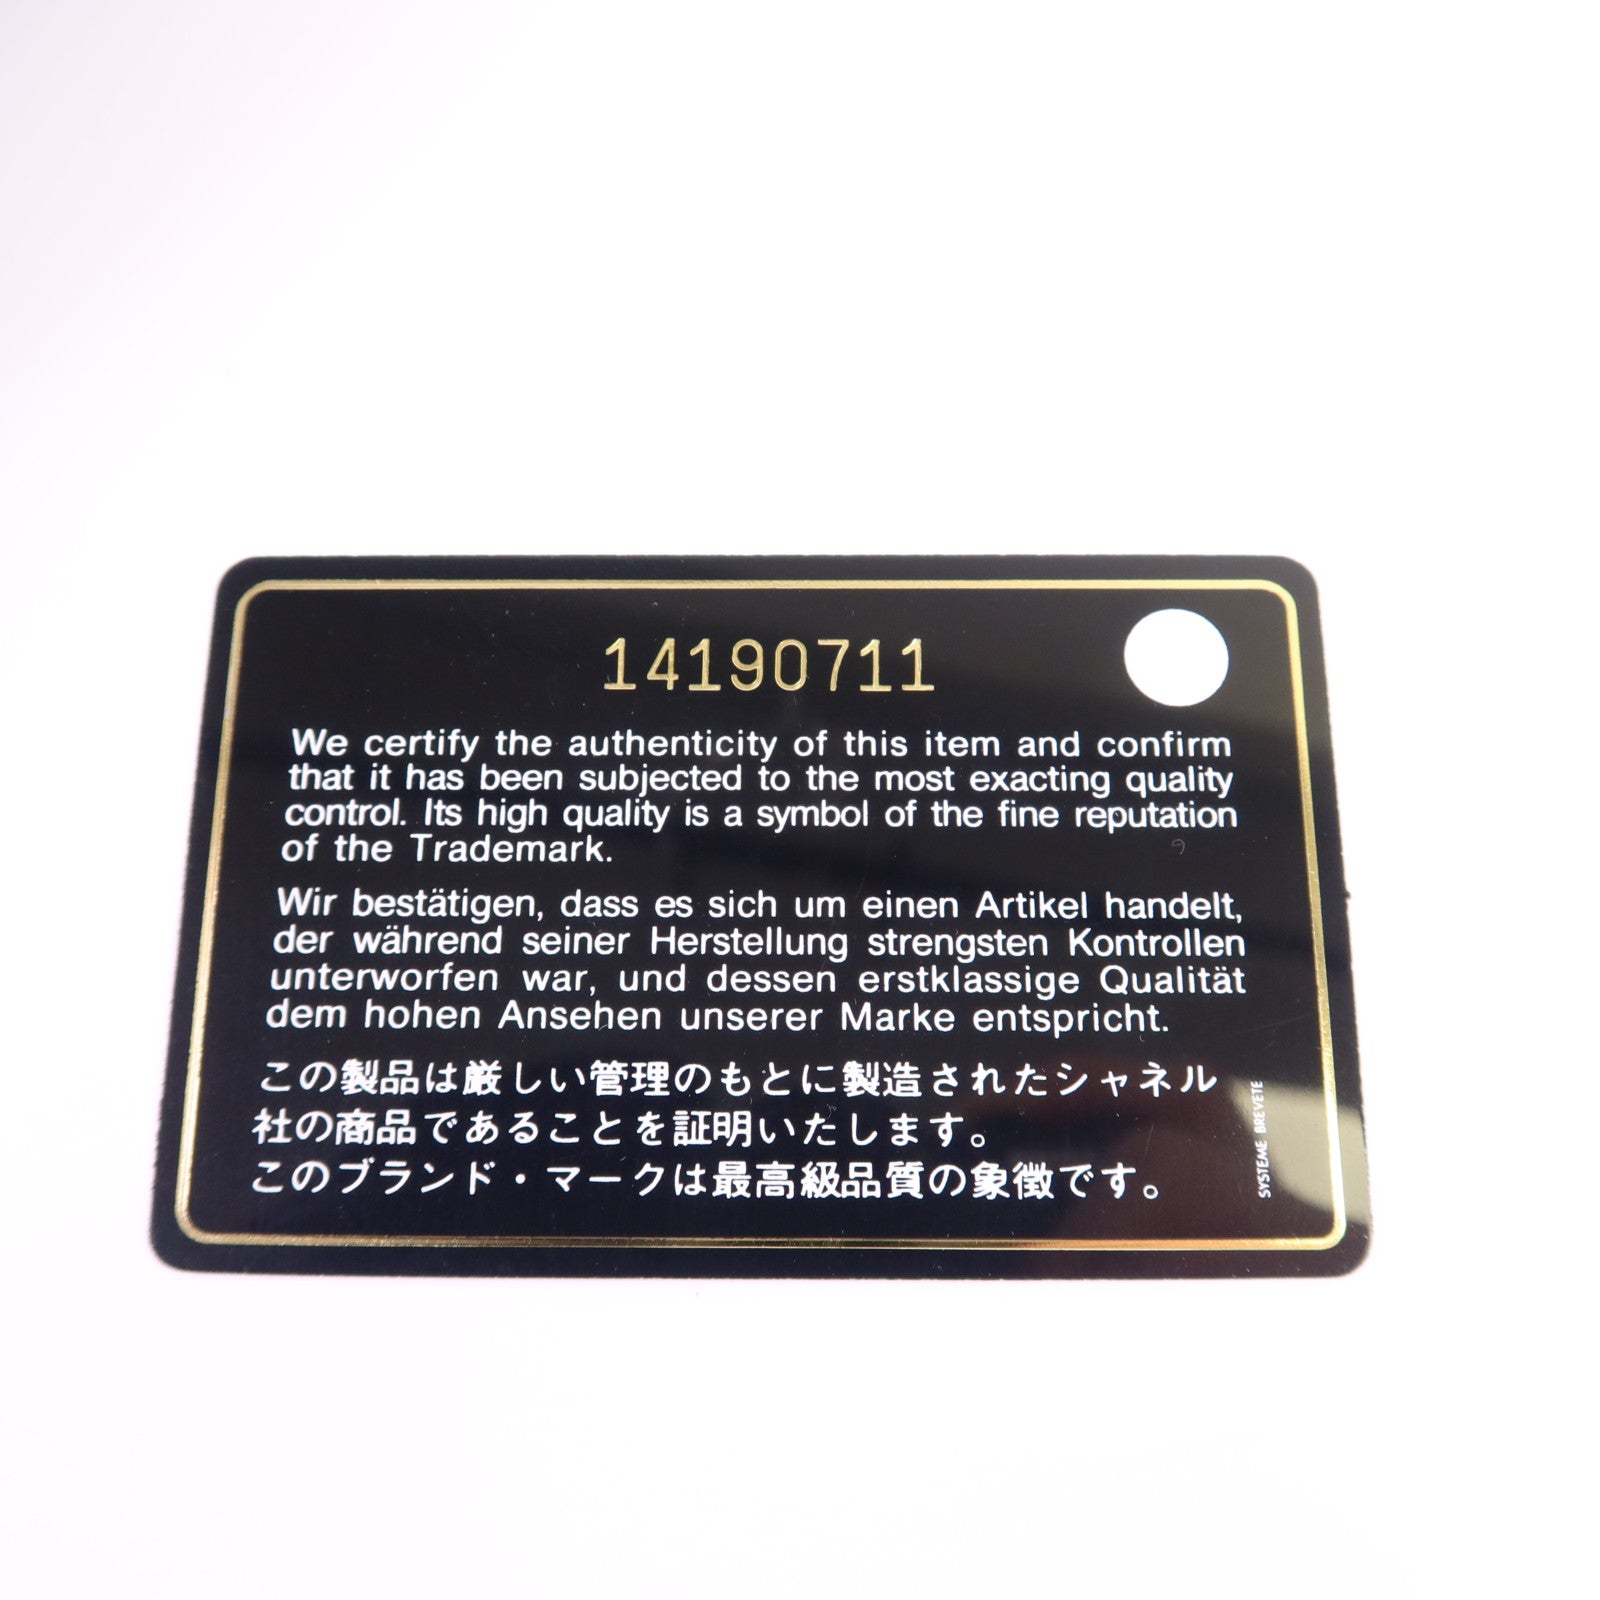 14190711
We certify the authenticity of this item and confirm
that it has been subjected to the most exacting quality
control. Its high quality is a symbol of the fine reputation
of the Trademark.
Wir bestätigen, dass es sich um einen Artikel handelt,
der während seiner Herstellung strengsten Kontrollen
unterworfen war, und dessen erstklassige Qualität
dem hohen Ansehen unserer Marke entspricht.
この製品は厳しい管理のもとに製造されたシャネル
社の商品であることを証明いたします。
このブランド・マークは最高級品質の象徴です。
SYSTEME BREVETE